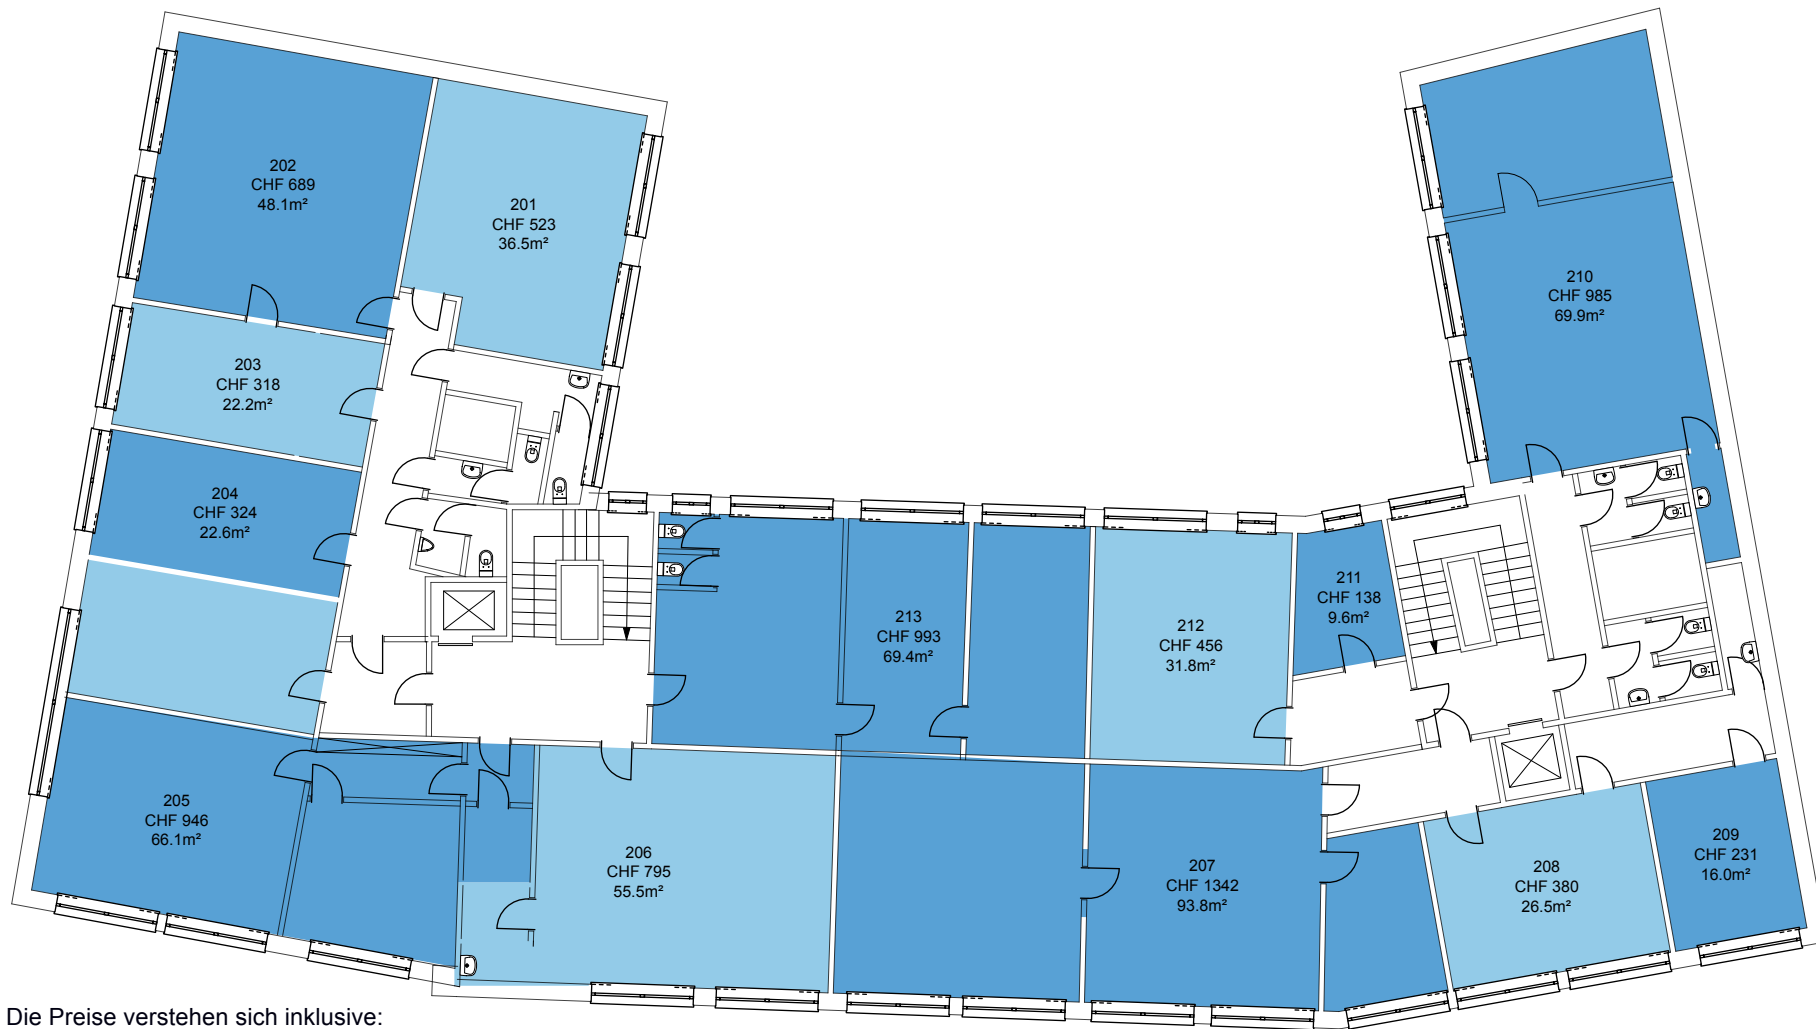 202
CHF 689
48.1m²
201
CHF 523
36.5m²
203
CHF 318
22.2m²
204
CHF 324
22.6m²
205
CHF 946
66.1m²
206
CHF 795
55.5m²
213
CHF 993
69.4m²
212
CHF 456
31.8m²
211
CHF 138
9.6m²
210
CHF 985
69.9m²
207
CHF 1342
93.8m²
208
CHF 380
26.5m²
209
CHF 231
16.0m²
Die Preise verstehen sich inklusive: